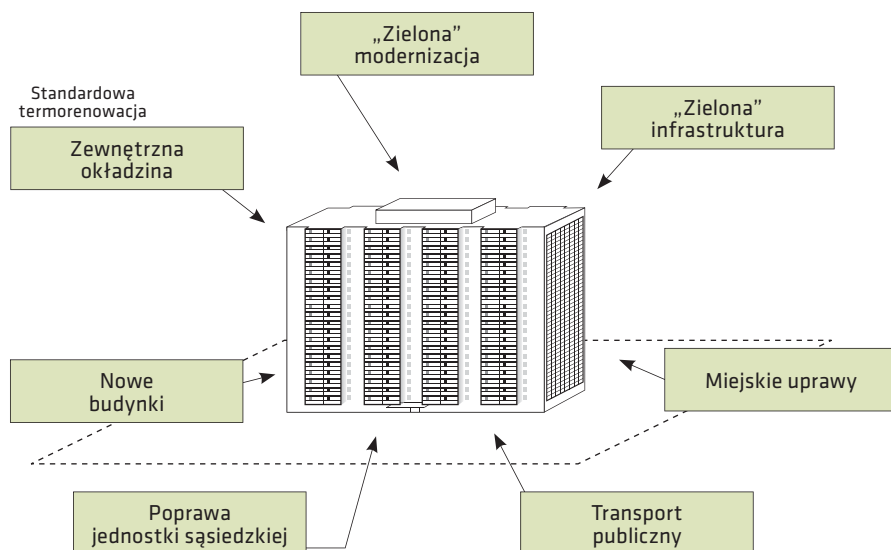 „Zielona”
modernizacja
Standardowa
termorenowacja
Zewnętrzna
okładzina
„Zielona”
infrastruktura
Nowe
budynki
Miejskie uprawy
Poprawa
jednostki sąsiedzkiej
Transport
publiczny